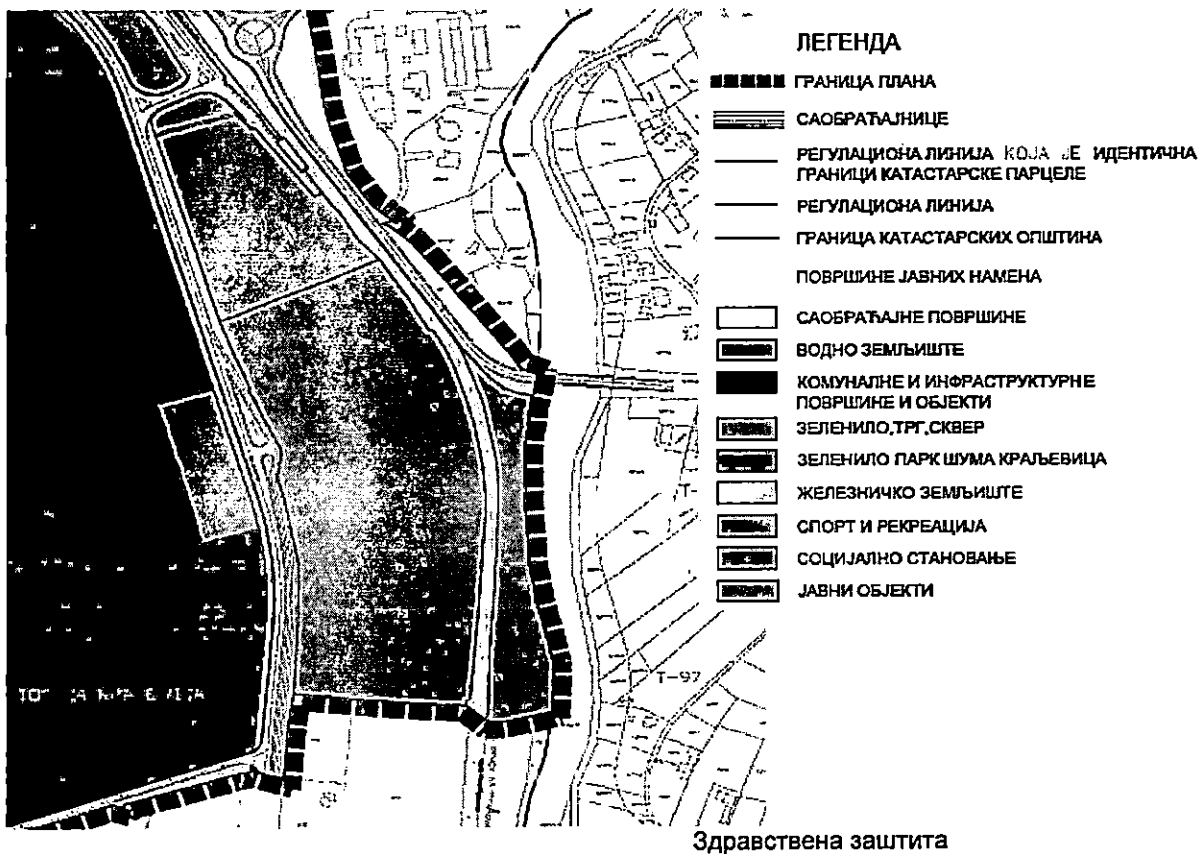 ЛЕГЕНДА
ГРАНИЦА ПЛАНА
САОБРАЋАЈНИЦЕ
РЕГУЛАЦИОНА ЛИНИЈА КОЈА ЈЕ ИДЕНТИЧНА
ГРАНИЦИ КАТАСТАРСКЕ ПАРЦЕЛЕ
РЕГУЛАЦИОНА ЛИНИЈА
ГРАНИЦА КАТАСТАРСКИХ ОПШТИНА
ПОВРШИНЕ ЈАВНИХ НАМЕНА
САОБРАЋАЈНЕ ПОВРШИНЕ
ВОДНО ЗЕМЉИШТЕ
КОМУНАЛНЕ И ИНФРАСТРУКТУРНЕ
ПОВРШИНЕ И ОБЈЕКТИ
ЗЕЛЕНИЛО,ТРГ,СКВЕР
ЗЕЛЕНИЛО ПАРК ШУМА КРАЉЕВИЦА
ЖЕЛЕЗНИЧКО ЗЕМЉИШТЕ
СПОРТ И РЕКРЕАЦИЈА
СОЦИЈАЛНО СТАНОВАЊЕ
ЈАВНИ ОБЈЕКТИ
Т-
Т-97
Здравствена заштита